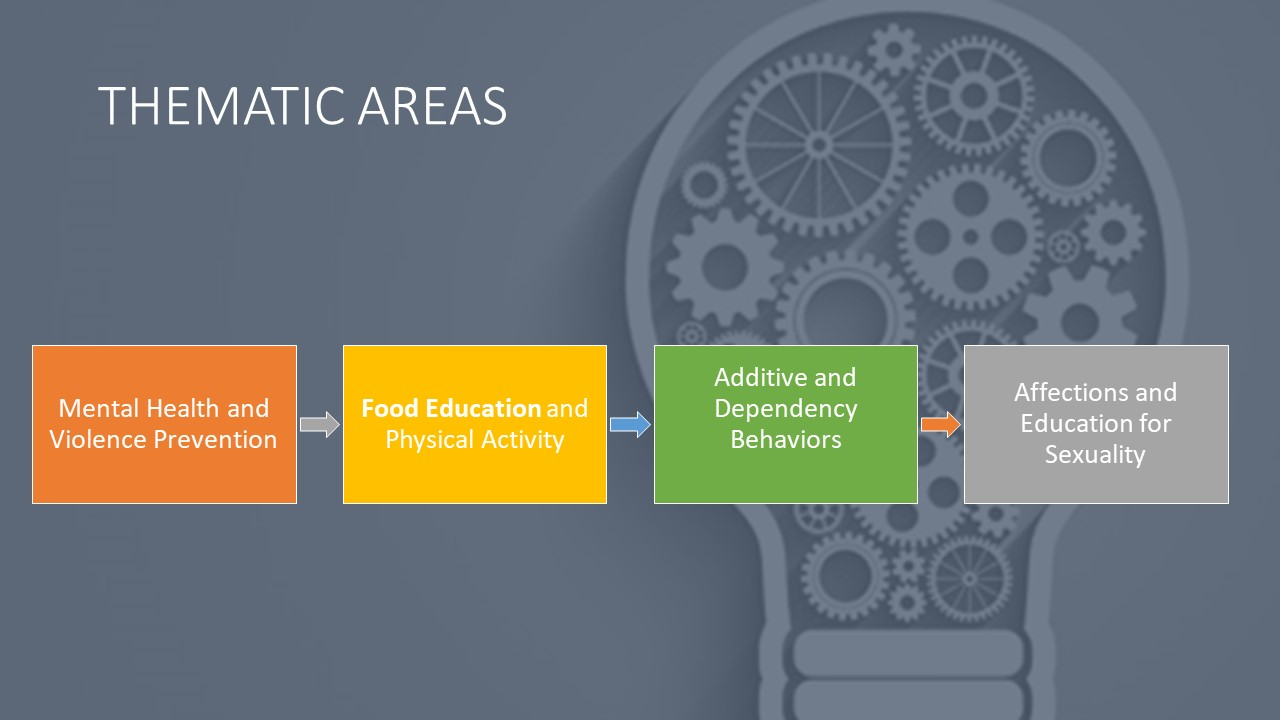 THEMATIC AREAS
Mental Health and
Violence Prevention
Food Education and
Physical Activity
Additive and
Dependency
Behaviors
Affections and
Education for
Sexuality